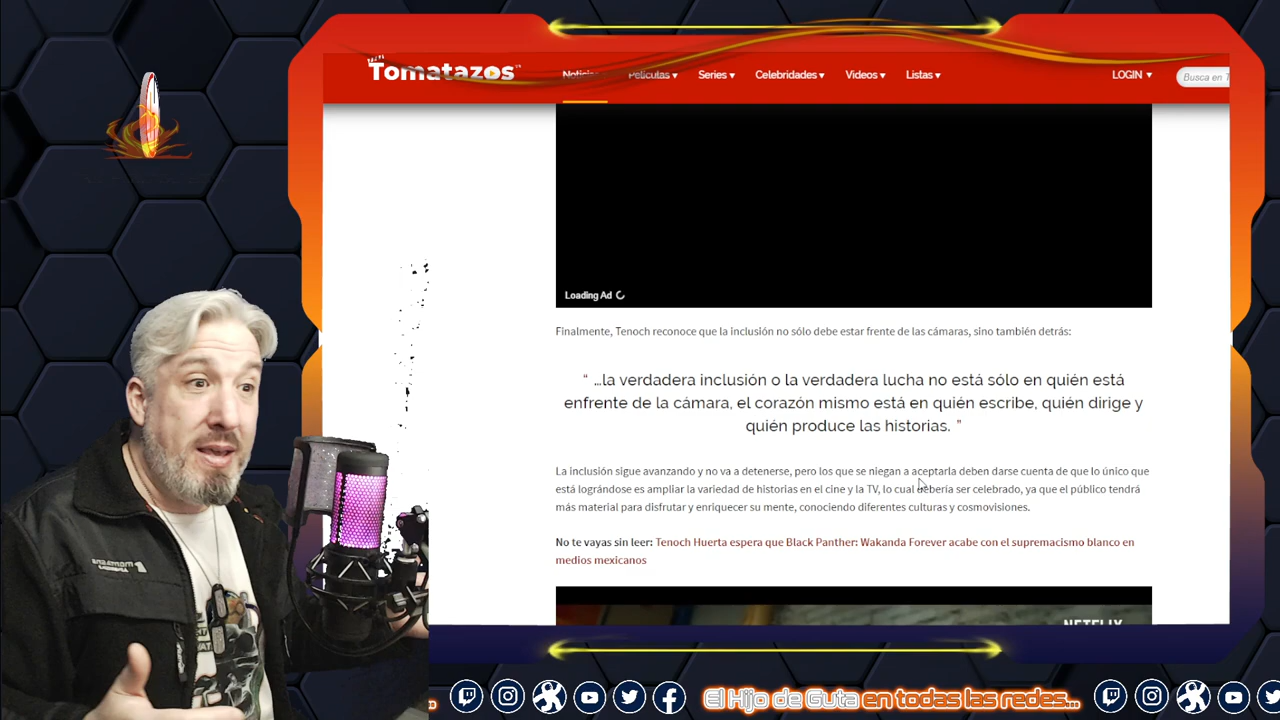 Tomatazos
Noticias
Películas
Series
Celebridades
Videos
Listas
LOGIN
Busca en T
Loading Ad
Finalmente, Tenoch reconoce que la inclusión no sólo debe estar frente de las cámaras, sino también detrás:
“ ...la verdadera inclusión o la verdadera lucha no está sólo en quién está
enfrente de la cámara, el corazón mismo está en quién escribe, quién dirige y
quién produce las historias. ”
La inclusión sigue avanzando y no va a detenerse, pero los que se niegan a aceptarla deben darse cuenta de que lo único que
está lográndose es ampliar la variedad de historias en el cine y la TV, lo cual debería ser celebrado, ya que el público tendrá
más material para disfrutar y enriquecer su mente, conociendo diferentes culturas y cosmovisiones.
No te vayas sin leer: Tenoch Huerta espera que Black Panther: Wakanda Forever acabe con el supremacismo blanco en
medios mexicanos
NETFLIX
El Hijo de Guta en todas las redes...